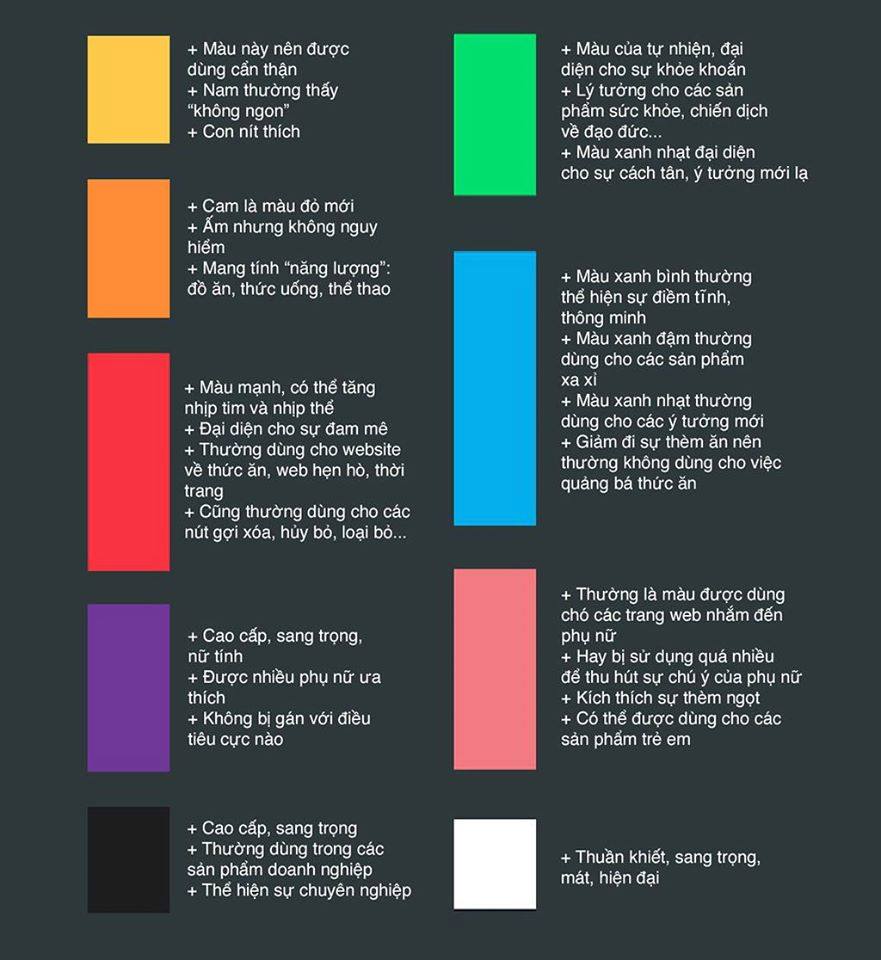 + Màu này nên được
dùng cẩn thận
+ Nam thường thấy
“không ngon”
+ Con nít thích
+ Cam là màu đỏ mới
+ Ấm nhưng không nguy
hiểm
+ Mang tính “năng lượng”:
đồ ăn, thức uống, thể thao
+ Màu mạnh, có thể tăng
nhịp tim và nhịp thể
+ Đại diện cho sự đam mê
+ Thường dùng cho website
về thức ăn, web hẹn hò, thời
trang
+ Cũng thường dùng cho các
nút gợi xóa, hủy bỏ, loại bỏ...
+ Cao cấp, sang trọng,
nữ tính
+ Được nhiều phụ nữ ưa
thích
+ Không bị gán với điều
tiêu cực nào
+ Cao cấp, sang trọng
+ Thường dùng trong các
sản phẩm doanh nghiệp
+ Thể hiện sự chuyên nghiệp
+ Màu của tự nhiện, đại
diện cho sự khỏe khoắn
+ Lý tưởng cho các sản
phẩm sức khỏe, chiến dịch
về đạo đức...
+ Màu xanh nhạt đại diện
cho sự cách tân, ý tưởng mới lạ
+ Màu xanh bình thường
thể hiện sự điềm tĩnh,
thông minh
+ Màu xanh đậm thường
dùng cho các sản phẩm
xa xỉ
+ Màu xanh nhạt thường
dùng cho các ý tưởng mới
+ Giảm đi sự thèm ăn nên
thường không dùng cho việc
quảng bá thức ăn
+ Thường là màu được dùng
chó các trang web nhắm đến
phụ nữ
+ Hay bị sử dụng quá nhiều
để thu hút sự chú ý của phụ nữ
+ Kích thích sự thèm ngọt
+ Có thể được dùng cho các
sản phẩm trẻ em
+ Thuần khiết, sang trọng,
mát, hiện đại